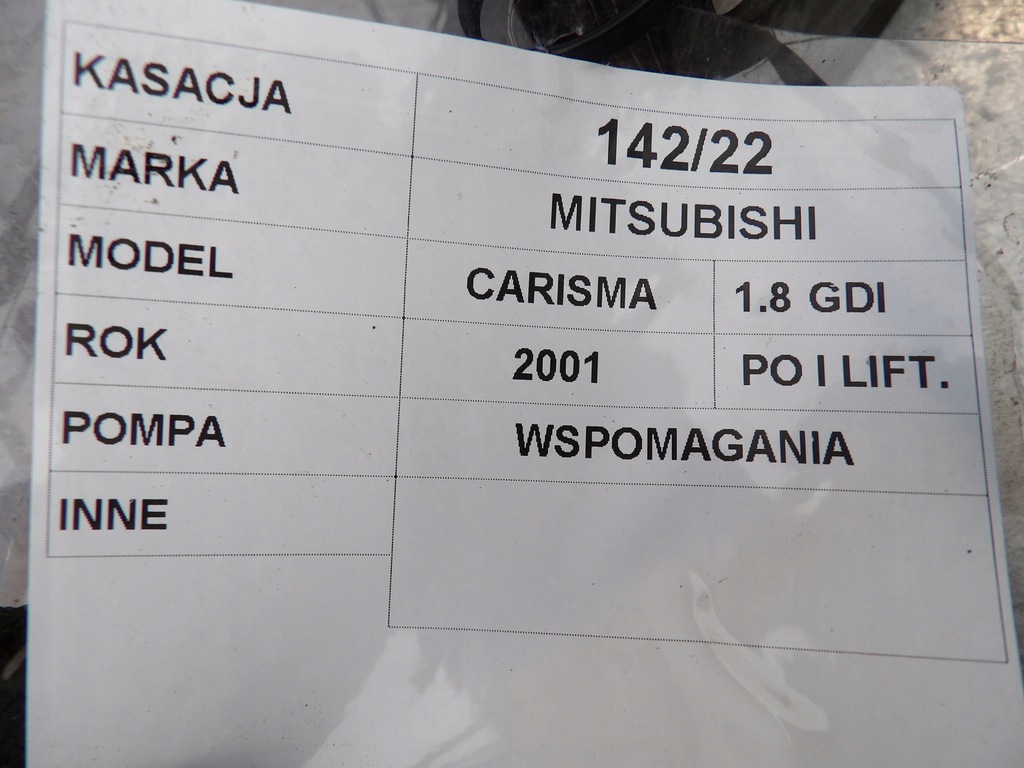 KASACJA 142/22
MARKA MITSUBISHI
MODEL CARISMA 1.8 GDI
ROK 2001 PO I LIFT.
POMPA WSPOMAGANIA
INNE